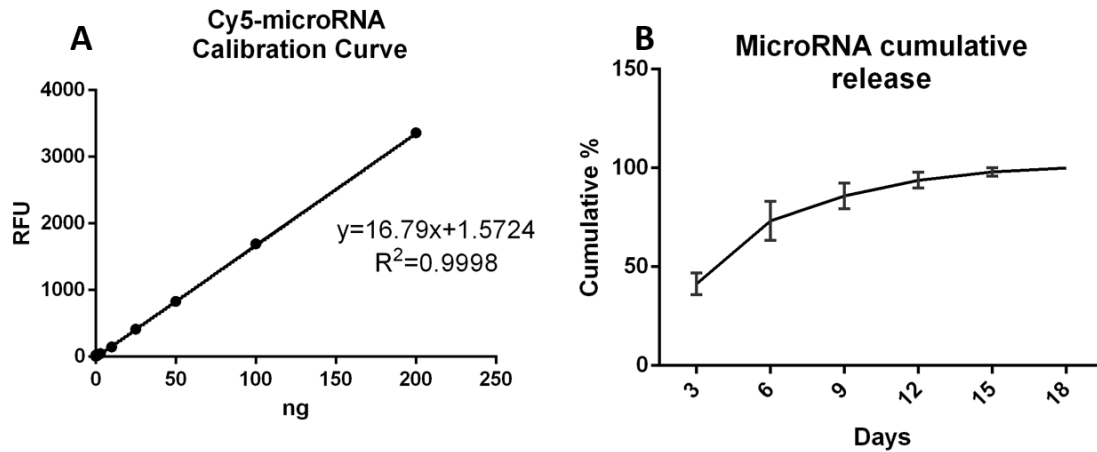 A
Cy5-microRNA
Calibration Curve
4000
3000
2000
1000
0
RFU
y=16.79x+1.5724
R²=0.9998
0 50 100 150 200 250
ng
B
MicroRNA cumulative
release
150
100
50
0
Cumulative %
3 6 9 12 15 18
Days